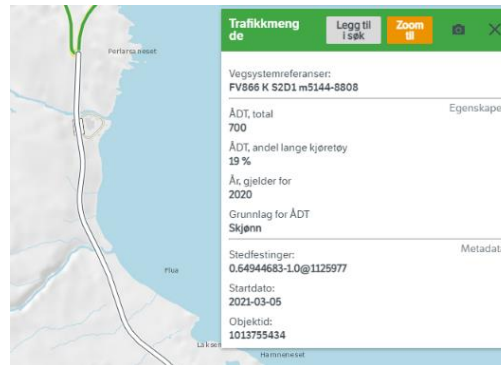 Trafikkmeng
de
Legg til
i søk
Zoom
til
Vegsystemreferanser:
FV866 K S2D1 m5144-8808
Egenskape
ÅDT, total
700
ÅDT, andel lange kjøretøy
19 %
År, gjelder for
2020
Grunnlag for ÅDT
Skjønn
Metadat
Stedfestinger:
0.64944683-1.0@1125977
Startdato:
2021-03-05
Objektid:
1013755434
Flua
Hamneneset